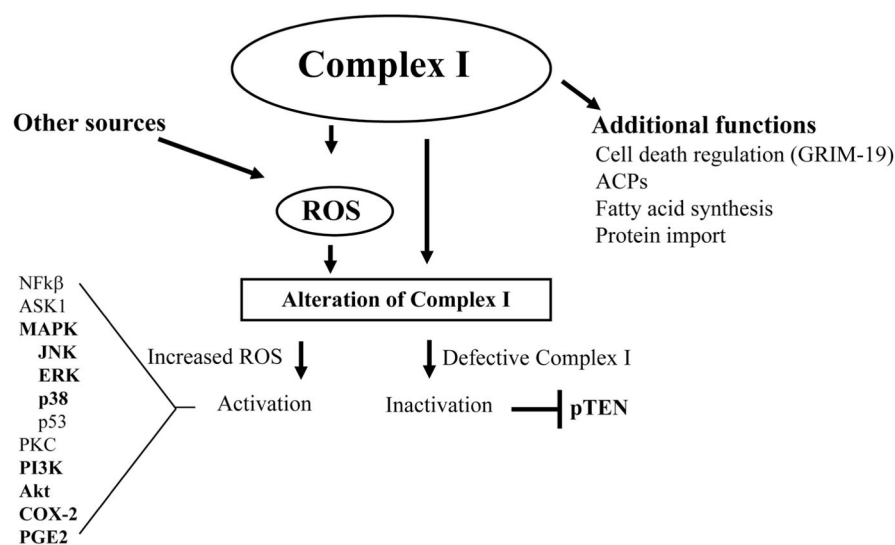 Complex I
Other sources
Additional functions
Cell death regulation (GRIM-19)
ACPs
Fatty acid synthesis
Protein import
ROS
Alteration of Complex I
NFkβ
ASK1
MAPK
JNK
ERK
p38
p53
PKC
PI3K
Akt
COX-2
PGE2
Increased ROS
Defective Complex I
Activation
Inactivation
pTEN